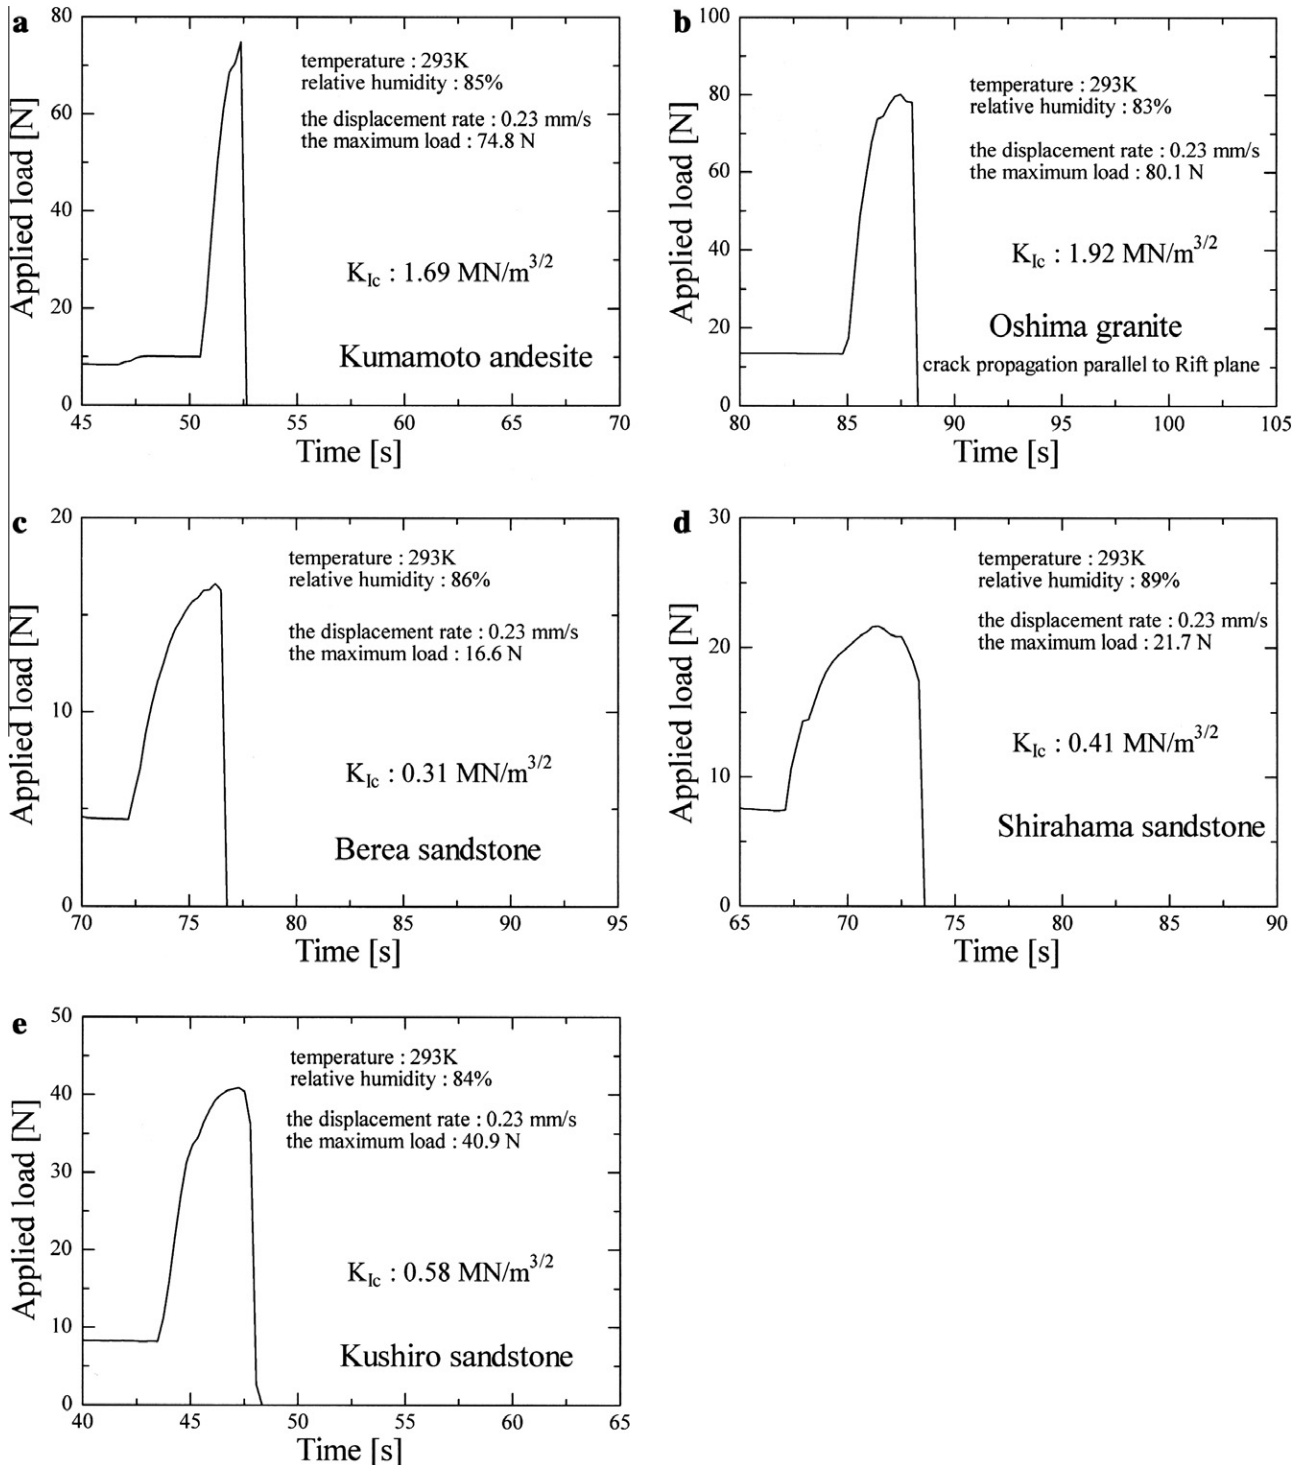 a
80
60
40
20
0
Applied load [N]
temperature : 293K
relative humidity : 85%
the displacement rate : 0.23 mm/s
the maximum load : 74.8 N
K_Ic : 1.69 MN/m^3/2
Kumamoto andesite
45 50 55 60 65 70
Time [s]
b
100
80
60
40
20
0
Applied load [N]
temperature : 293K
relative humidity : 83%
the displacement rate : 0.23 mm/s
the maximum load : 80.1 N
K_Ic : 1.92 MN/m^3/2
Oshima granite
crack propagation parallel to Rift plane
80 85 90 95 100 105
Time [s]
c
20
10
0
Applied load [N]
temperature : 293K
relative humidity : 86%
the displacement rate : 0.23 mm/s
the maximum load : 16.6 N
K_Ic : 0.31 MN/m^3/2
Berea sandstone
70 75 80 85 90 95
Time [s]
d
30
20
10
0
Applied load [N]
temperature : 293K
relative humidity : 89%
the displacement rate : 0.23 mm/s
the maximum load : 21.7 N
K_Ic : 0.41 MN/m^3/2
Shirahama sandstone
65 70 75 80 85 90
Time [s]
e
50
40
30
20
10
0
Applied load [N]
temperature : 293K
relative humidity : 84%
the displacement rate : 0.23 mm/s
the maximum load : 40.9 N
K_Ic : 0.58 MN/m^3/2
Kushiro sandstone
40 45 50 55 60 65
Time [s]